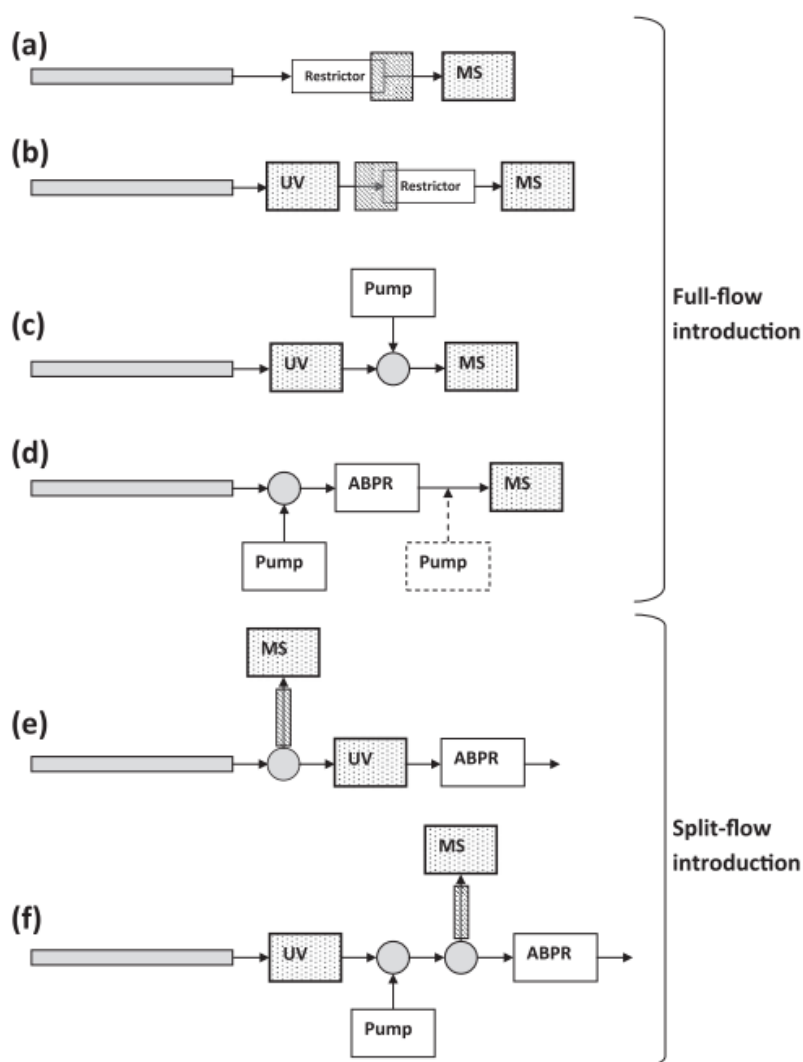 (a)
Restrictor
MS
(b)
UV
Restrictor
MS
Pump
(c)
UV
MS
Full-flow
introduction
(d)
ABPR
MS
Pump
Pump
MS
(e)
UV
ABPR
Split-flow
introduction
MS
(f)
UV
ABPR
Pump